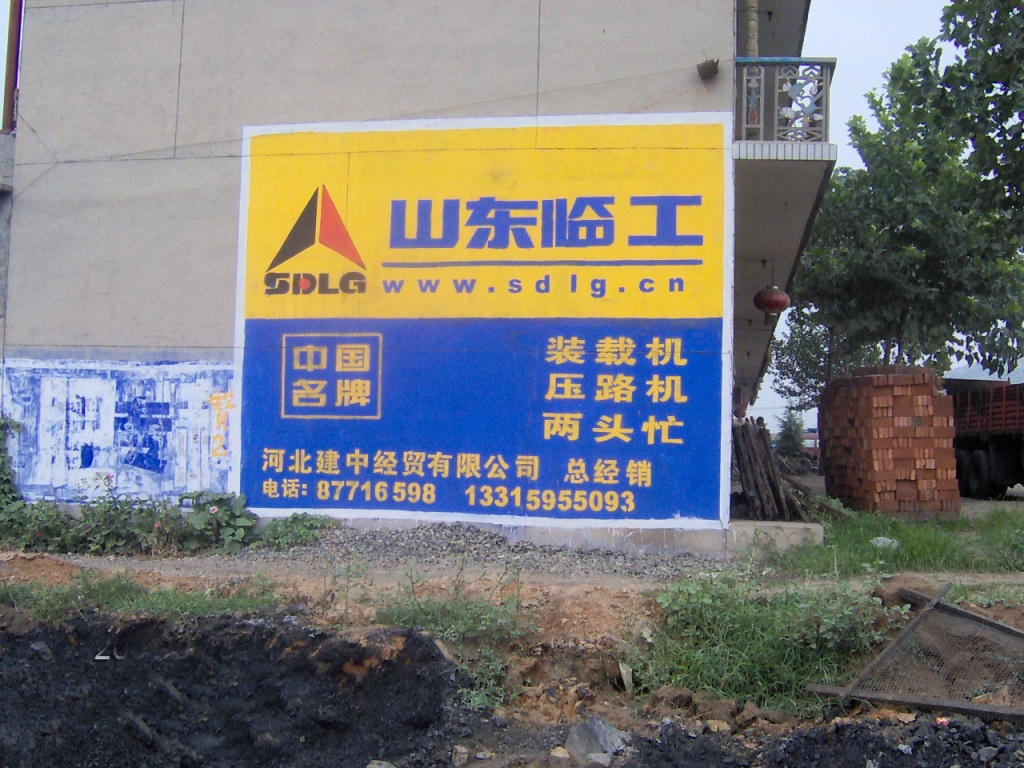 山东临工
SDLG
www.sdlg.cn
中国
名牌
装载机
压路机
两头忙
河北建中经贸有限公司 总经销
电话: 87716598 13315955093